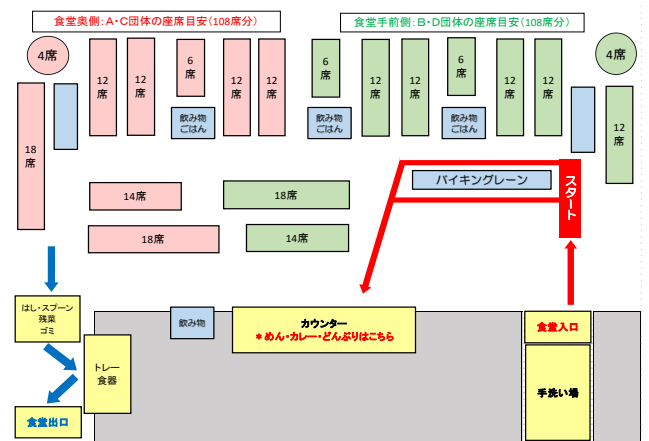 食堂奥側:A・C団体の座席目安(108席分)
食堂手前側:B・D団体の座席目安(108席分)
4席
12席
12席
6席
12席
12席
6席
12席
12席
6席
12席
12席
4席
18席
飲み物
ごはん
飲み物
ごはん
飲み物
ごはん
12席
14席
18席
バイキングレーン
スタート
18席
14席
はし・スプーン
残菜
ゴミ
飲み物
カウンター
*めん・カレー・どんぶりはこちら
食堂入口
トレー
食器
手洗い場
食堂出口